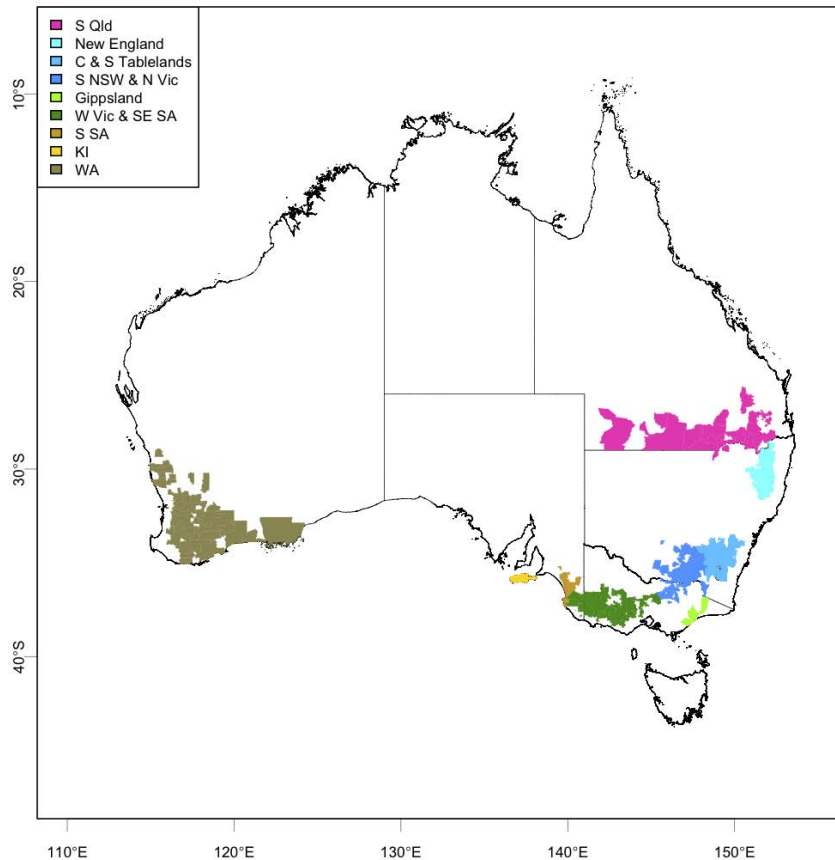 S Qld
New England
C & S Tablelands
S NSW & N Vic
Gippsland
W Vic & SE SA
S SA
KI
WA
10°S
20°S
30°S
40°S
110°E
120°E
130°E
140°E
150°E